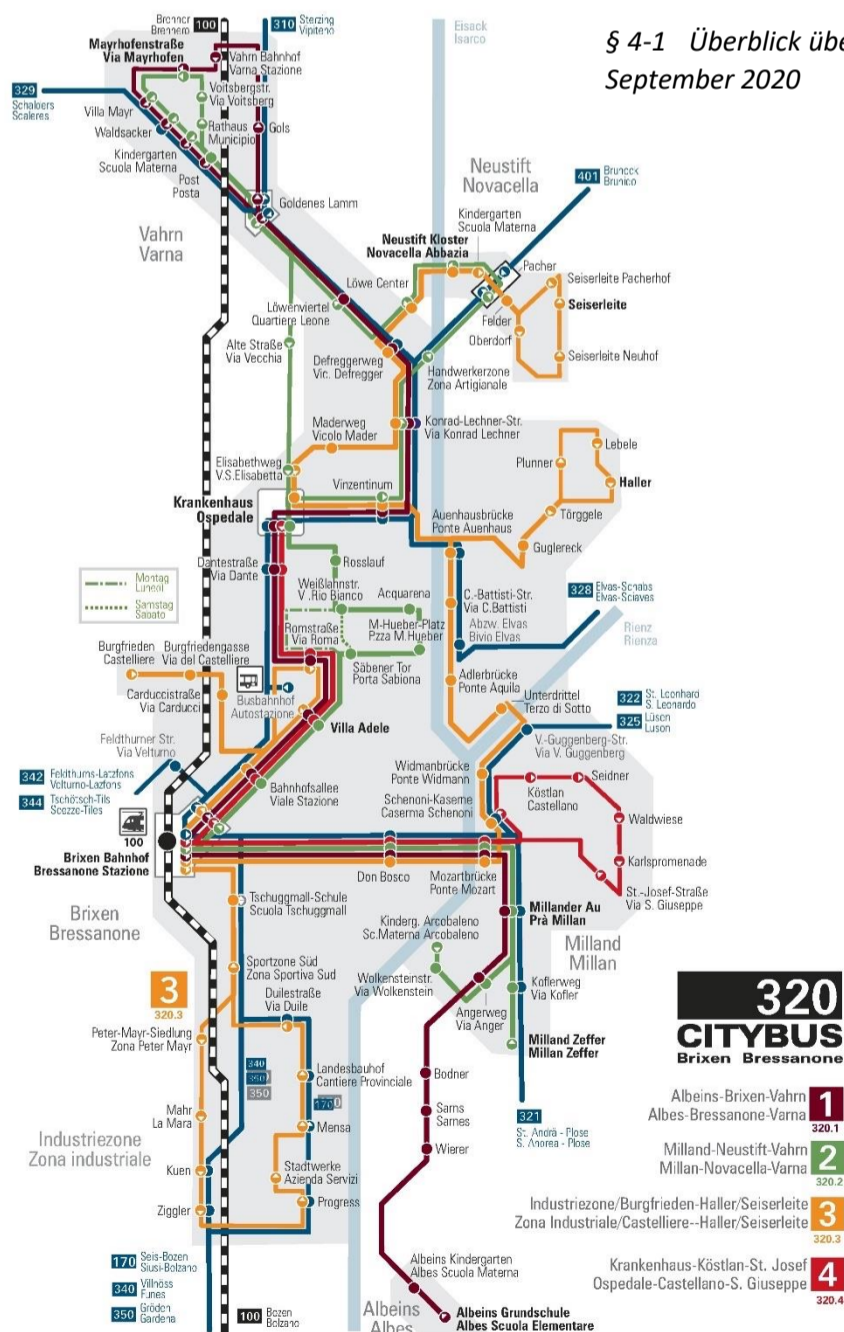 § 4-1 Überblick übe
September 2020
Brenner
Brennero
100
310
Sterzing
Vipiteno
Eisack
Isarco
Mayrhofenstraße
Via Mayrhofen
Vahrn Bahnhof
Varna Stazione
329
Schalders
Scaleres
Voitsbergstr.
Via Voitsberg
Villa Mayr
Rathaus
Municipio
Gols
Waldsacker
Kindergarten
Scuola Materna
Post
Posta
Goldenes Lamm
Vahrn
Varna
Neustift
Novacella
401
Bruneck
Brunico
Kindergarten
Scuola Materna
Neustift Kloster
Novacella Abbazia
Pacher
Löwe Center
Seiserleite Pacherhof
Seiserleite
Löwenviertel
Quartiere Leone
Felder
Oberdorf
Alte Straße
Via Vecchia
Defreggerweg
Vic. Defregger
Handwerkerzone
Zona Artigianale
Seiserleite Neuhof
Maderweg
Vicolo Mader
Konrad-Lechner-Str.
Via Konrad Lechner
Lebele
Elisabethweg
V.S.Elisabetta
Plunner
Haller
Vinzentinum
Krankenhaus
Ospedale
Auenhausbrücke
Ponte Auenhaus
Törggele
Guglereck
Dantestraße
Via Dante
Rosslauf
Montag
Lunedì
Samstag
Sabato
Weißlahnstr.
V .Rio Bianco
Acquarena
C.-Battisti-Str.
Via C.Battisti
328
Elvas-Schabs
Elvas-Sciaves
Romstraße
Via Roma
M-Hueber-Platz
Pzza M.Hueber
Abzw. Elvas
Bivio Elvas
Rienz
Rienza
Burgfrieden
Castelliere
Burgfriedengasse
Via del Castelliere
Säbener Tor
Porta Sabiona
Adlerbrücke
Ponte Aquila
Carduccistraße
Via Carducci
Busbahnhof
Autostazione
Unterdrittel
Terzo di Sotto
322
St. Leonhard
S. Leonardo
325
Lüsen
Luson
Villa Adele
Feldthurner Str.
Via Velturno
V.-Guggenberg-Str.
Via V. Guggenberg
Widmanbrücke
Ponte Widmann
342
Feldthurns-Latzfons
Velturno-Lazfons
344
Tschötsch-Tils
Scezze-Tiles
Bahnhofsallee
Viale Stazione
Seidner
Köstlan
Castellano
Schenoni-Kaserne
Caserma Schenoni
Waldwiese
100
Brixen Bahnhof
Bressanone Stazione
Karlspromenade
Don Bosco
Mozartbrücke
Ponte Mozart
St.-Josef-Straße
Via S. Giuseppe
Tschuggmall-Schule
Scuola Tschuggmall
Brixen
Bressanone
Millander Au
Prà Millan
Kinderg. Arcobaleno
Sc.Materna Arcobaleno
Milland
Millan
Sportzone Süd
Zona Sportiva Sud
Wolkensteinstr.
Via Wolkenstein
Koflerweg
Via Kofler
3
320.3
Duilestraße
Via Duile
Angerweg
Via Anger
320
CITYBUS
Brixen Bressanone
Peter-Mayr-Siedlung
Zona Peter Mayr
Milland Zeffer
Millan Zeffer
340
350
350
Landesbauhof
Cantiere Provinciale
Bodner
Albeins-Brixen-Vahrn
Albes-Bressanone-Varna
1
320.1
Mahr
La Mara
170
Mensa
Sarns
Sarnes
321
St. Andrä - Plose
S. Andrea - Plose
Industriezone
Zona industriale
Milland-Neustift-Vahrn
Millan-Novacella-Varna
2
320.2
Wierer
Kuen
Stadtwerke
Azienda Servizi
Industriezone/Burgfrieden-Haller/Seiserleite
Zona Industriale/Castelliere--Haller/Seiserleite
3
320.3
Ziggler
Progress
170
Seis-Bozen
Siusi-Bolzano
340
Villnöss
Funes
350
Gröden
Gardena
100
Bozen
Bolzano
Krankenhaus-Köstlan-St. Josef
Ospedale-Castellano-S. Giuseppe
4
320.4
Albeins Kindergarten
Albes Scuola Materna
Albeins
Albes
Albeins Grundschule
Albes Scuola Elementare